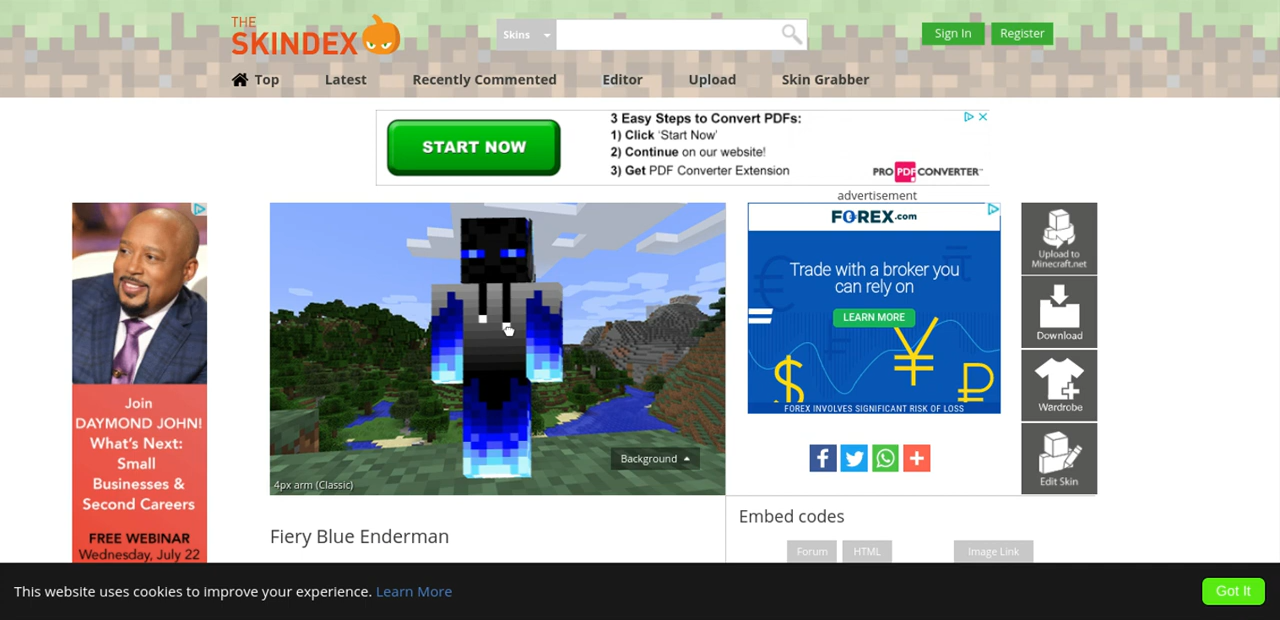 THE
SKINDEX
Skins
Sign In
Register
Top
Latest
Recently Commented
Editor
Upload
Skin Grabber
START NOW
3 Easy Steps to Convert PDFs:
1) Click 'Start Now'
2) Continue on our website!
3) Get PDF Converter Extension
PRO PDF CONVERTER™
advertisement
Join
DAYMOND JOHN!
What's Next:
Small
Businesses &
Second Careers
FREE WEBINAR
Wednesday, July 22
Background
4px arm (Classic)
FOREX.com
Trade with a broker you
can rely on
LEARN MORE
FOREX INVOLVES SIGNIFICANT RISK OF LOSS
Upload to
Minecraft.net
Download
Wardrobe
Edit Skin
Fiery Blue Enderman
Embed codes
Forum
HTML
Image Link
This website uses cookies to improve your experience. Learn More
Got It